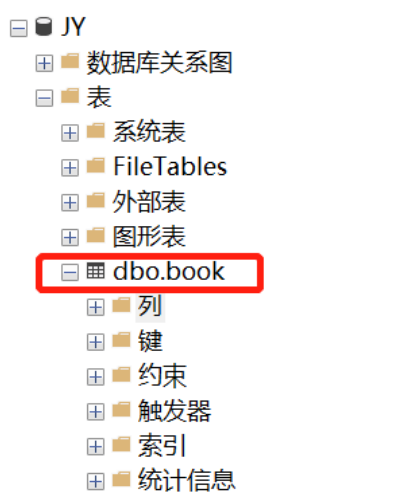 JY
数据库关系图
表
系统表
FileTables
外部表
图形表
dbo.book
列
键
约束
触发器
索引
统计信息